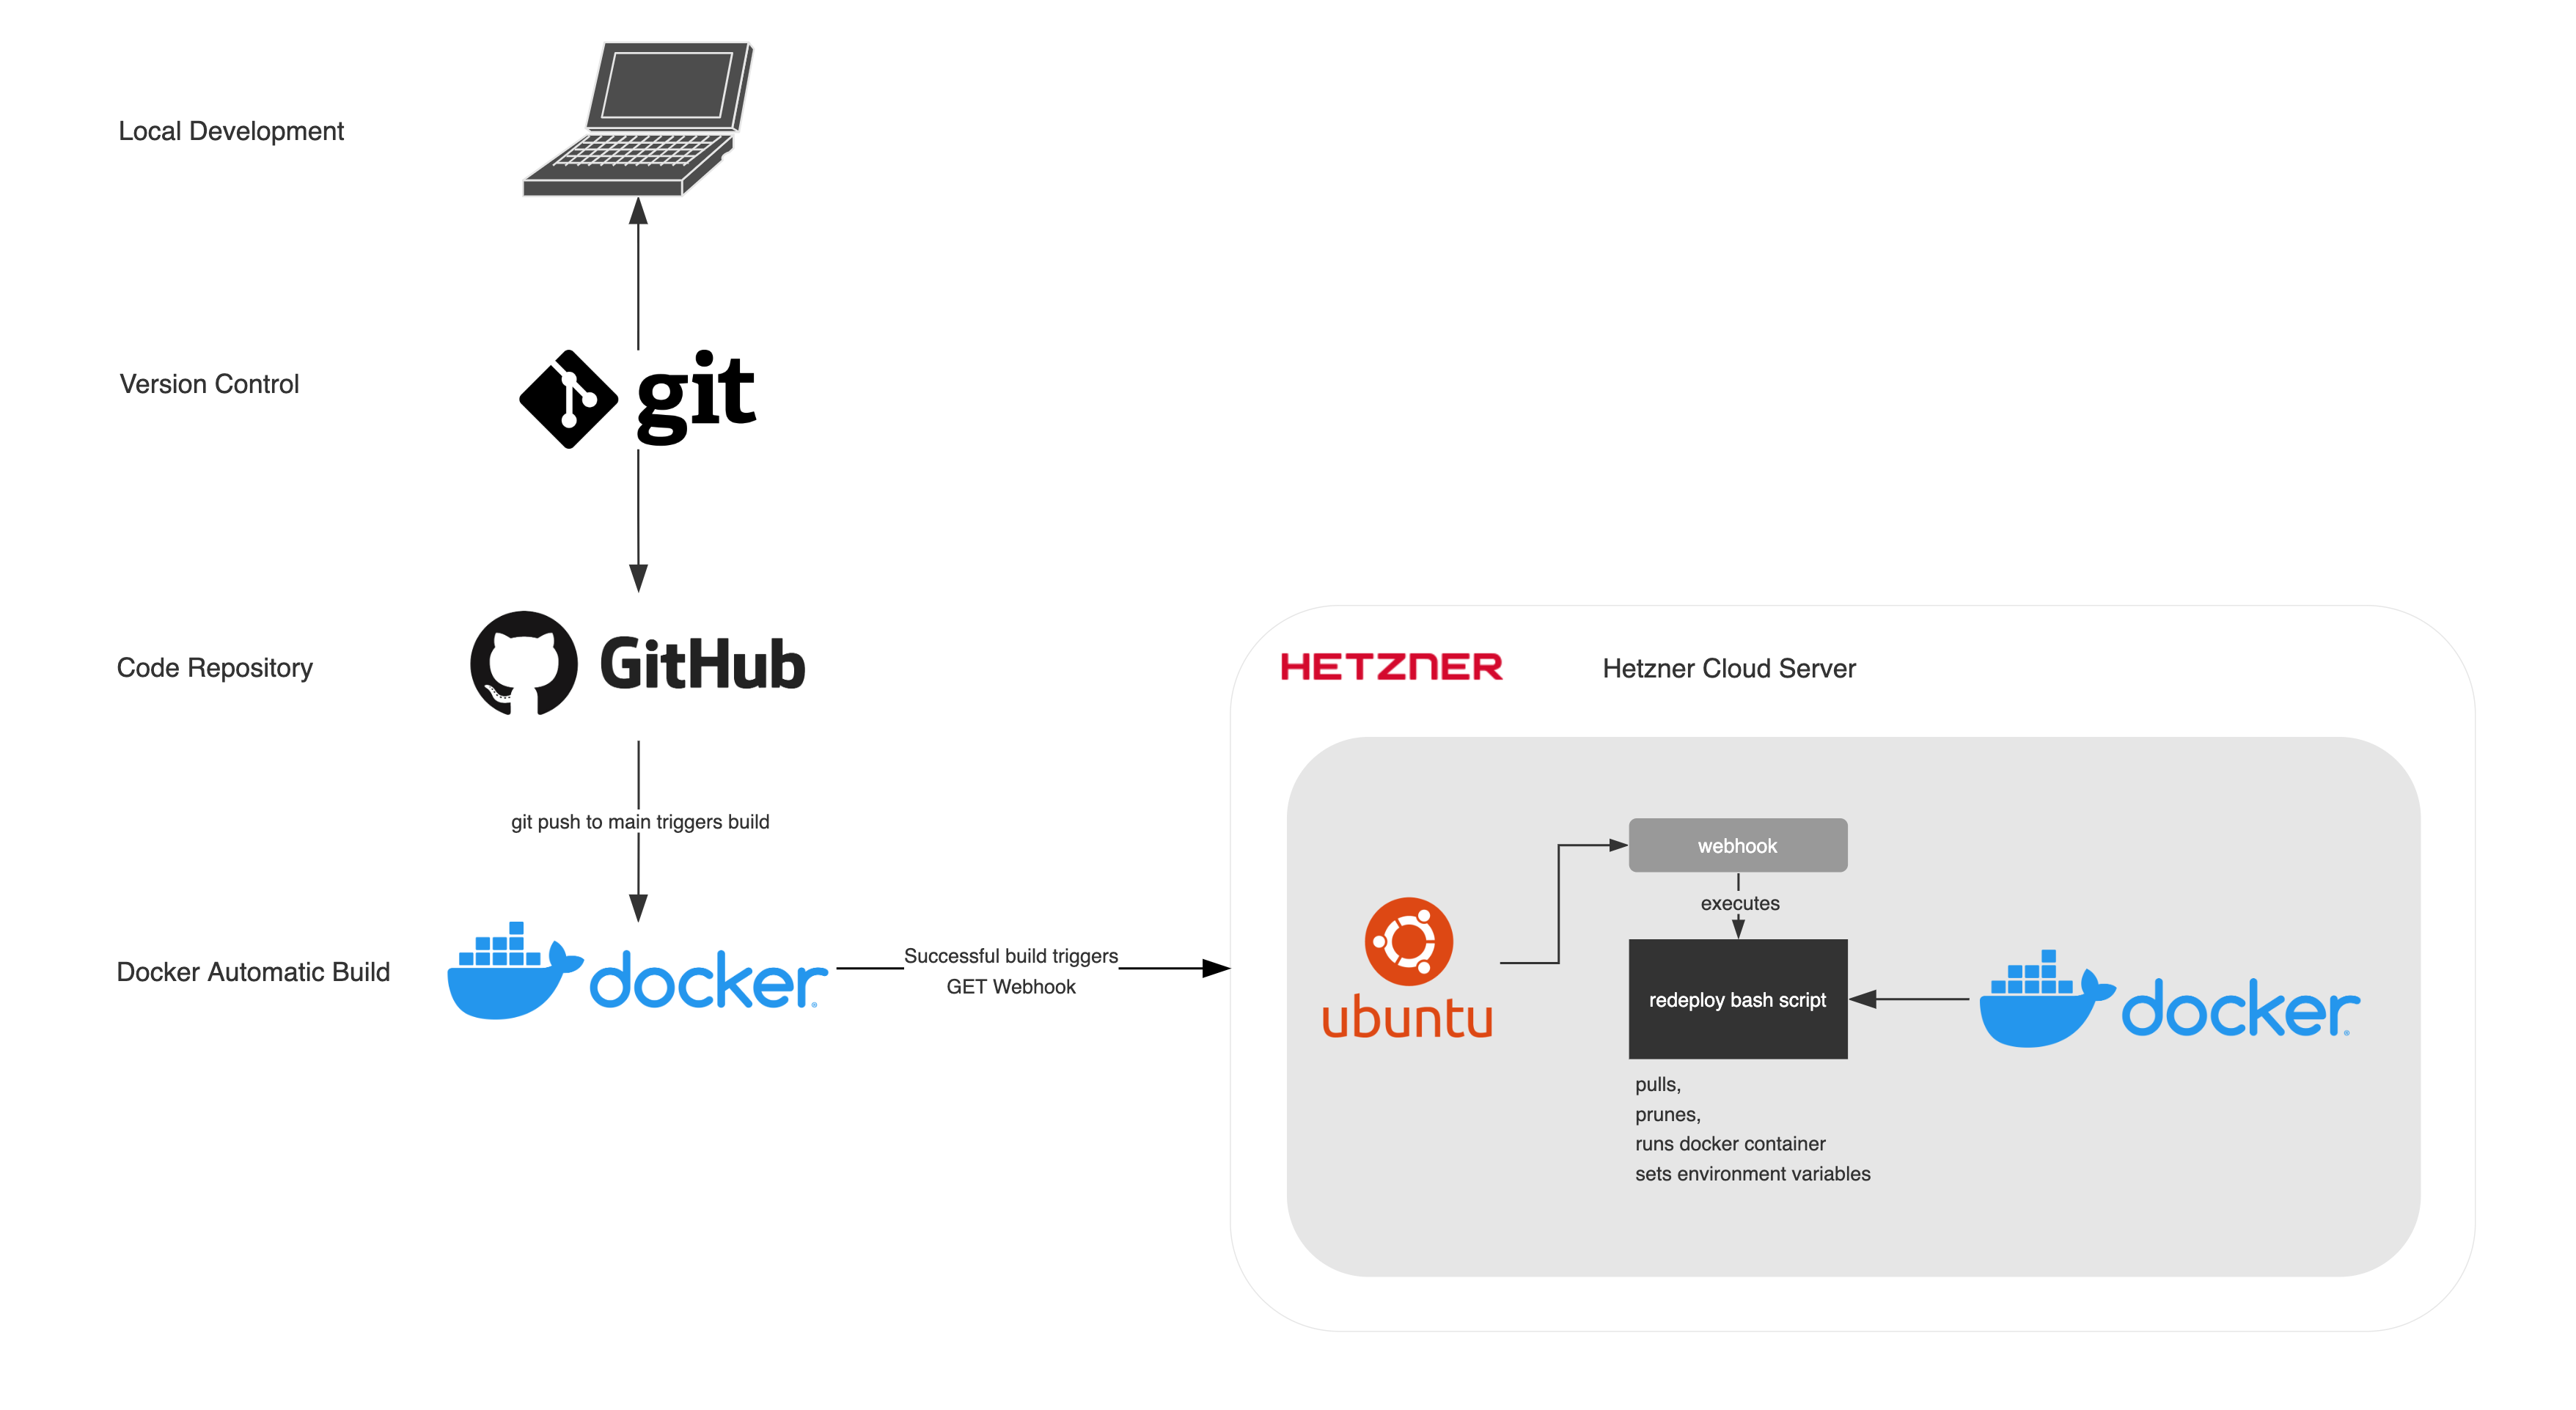 Local Development
Version Control
git
Code Repository
GitHub
git push to main triggers build
Docker Automatic Build
docker
Successful build triggers
GET Webhook
HETZNER
Hetzner Cloud Server
ubuntu
webhook
executes
redeploy bash script
pulls,
prunes,
runs docker container
sets environment variables
docker